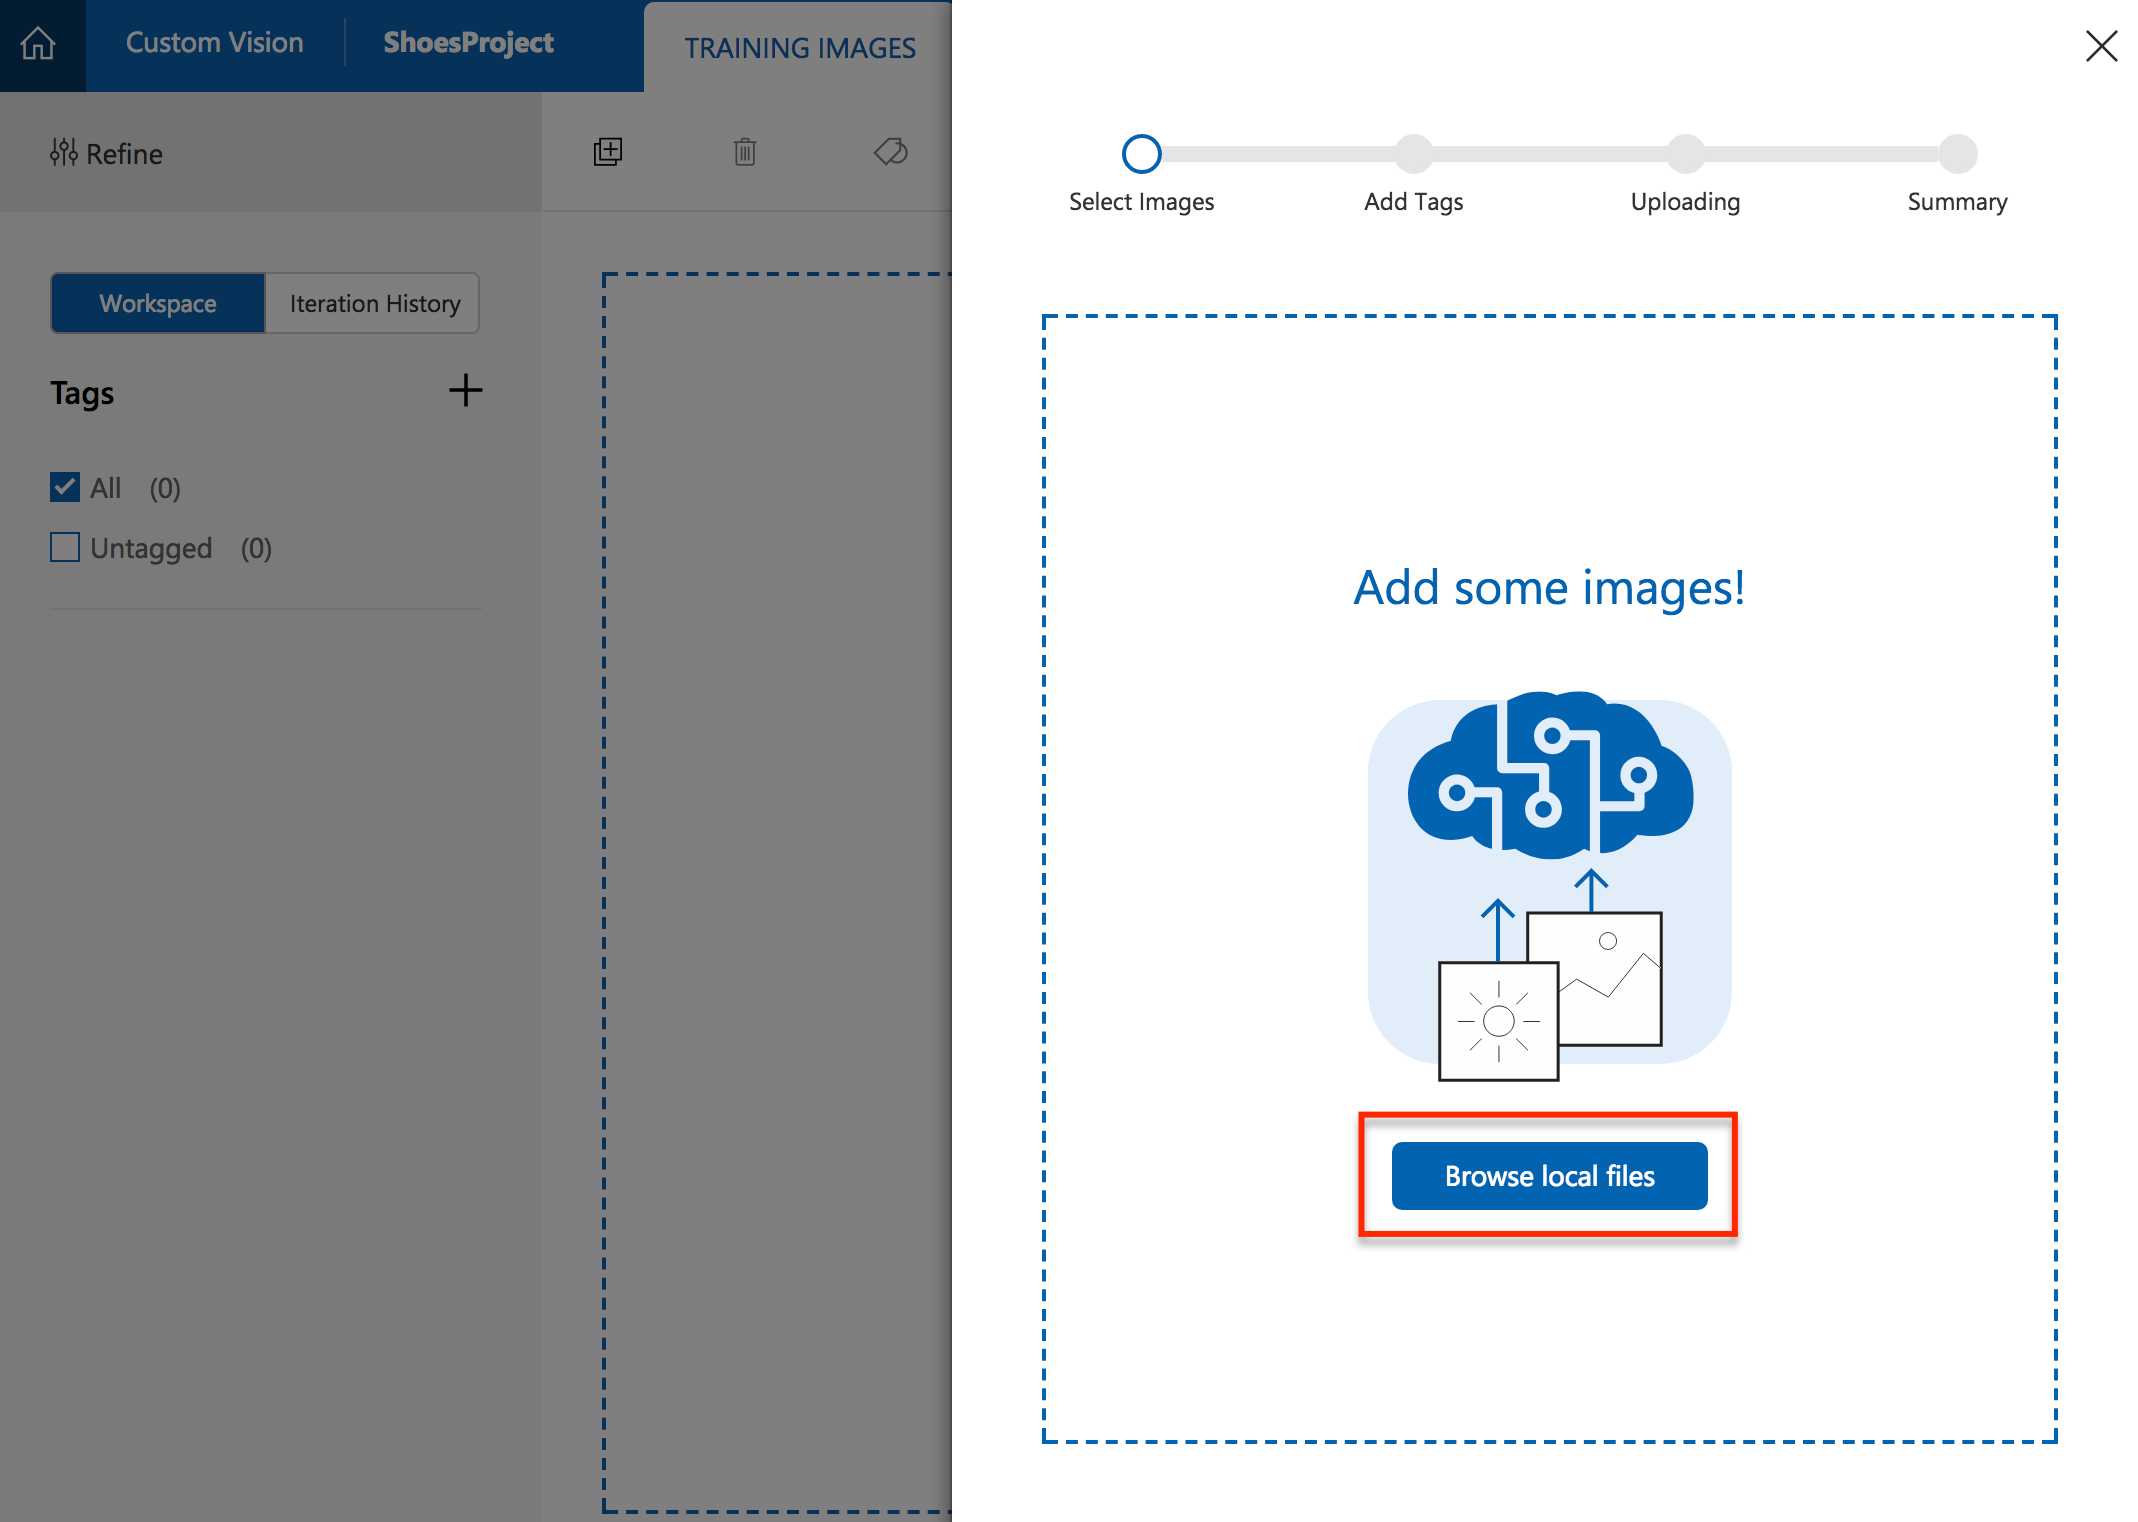 Custom Vision
ShoesProject
TRAINING IMAGES
Refine
Workspace
Iteration History
Tags
All (0)
Untagged (0)
Select Images
Add Tags
Uploading
Summary
Add some images!
Browse local files